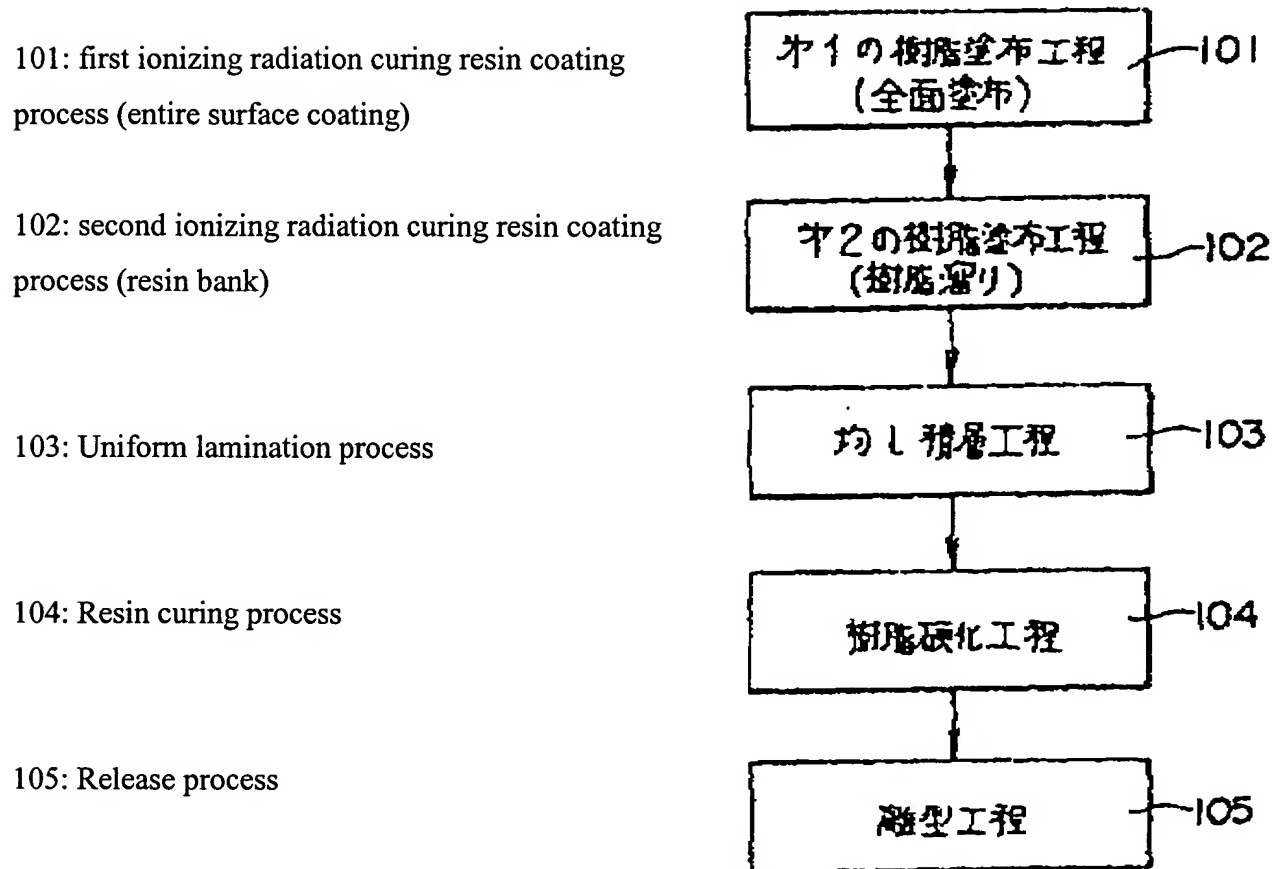 101: first ionizing radiation curing resin coating
process (entire surface coating)
102: second ionizing radiation curing resin coating
process (resin bank)
103: Uniform lamination process
104: Resin curing process
105: Release process
才1の樹脂塗布工程
(全面塗布)
101
才2の樹脂塗布工程
(樹脂溜り)
102
均し積層工程
103
樹脂硬化工程
104
離型工程
105